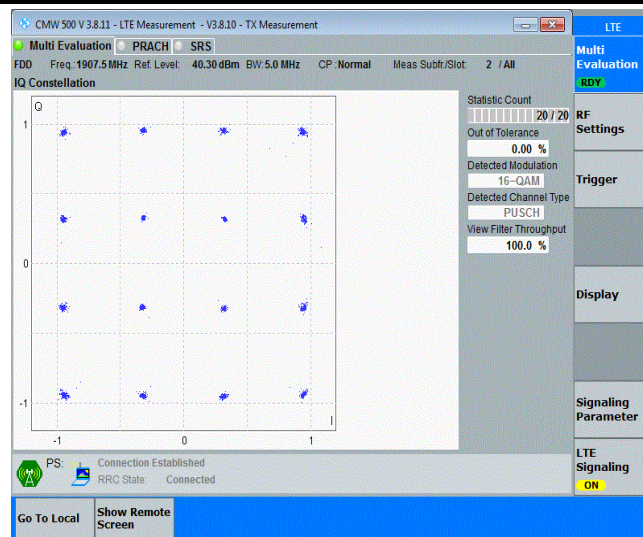 CMW 500 V 3.8.11 - LTE Measurement - V3.8.10 - TX Measurement
LTE
Multi Evaluation PRACH SRS
FDD Freq.:1907.5 MHz Ref. Level: 40.30 dBm BW:5.0 MHz CP :Normal Meas Subfr./Slot: 2 / All
IQ Constellation
Q
1
0
-1
I
-1 0 1
Statistic Count
20 / 20
Out of Tolerance
0.00 %
Detected Modulation
16-QAM
Detected Channel Type
PUSCH
View Filter Throughput
100.0 %
Multi
Evaluation
RDY
RF
Settings
Trigger
Display
Signaling
Parameter
LTE
Signaling
ON
PS: Connection Established
RRC State: Connected
Go To Local
Show Remote
Screen